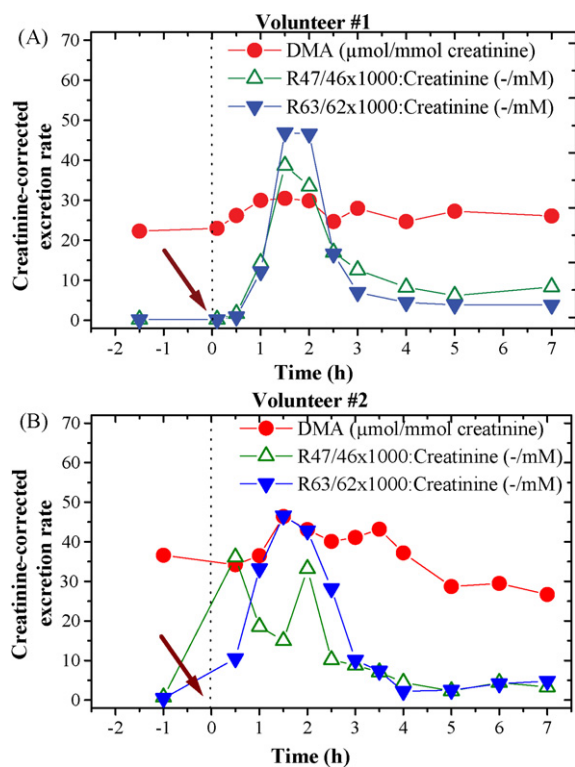 Volunteer #1
(A)
DMA (µmol/mmol creatinine)
R47/46x1000:Creatinine (-/mM)
R63/62x1000:Creatinine (-/mM)
Creatinine-corrected
excretion rate
70
60
50
40
30
20
10
0
-2 -1 0 1 2 3 4 5 6 7
Time (h)
Volunteer #2
(B)
DMA (µmol/mmol creatinine)
R47/46x1000:Creatinine (-/mM)
R63/62x1000:Creatinine (-/mM)
Creatinine-corrected
excretion rate
70
60
50
40
30
20
10
0
-2 -1 0 1 2 3 4 5 6 7
Time (h)